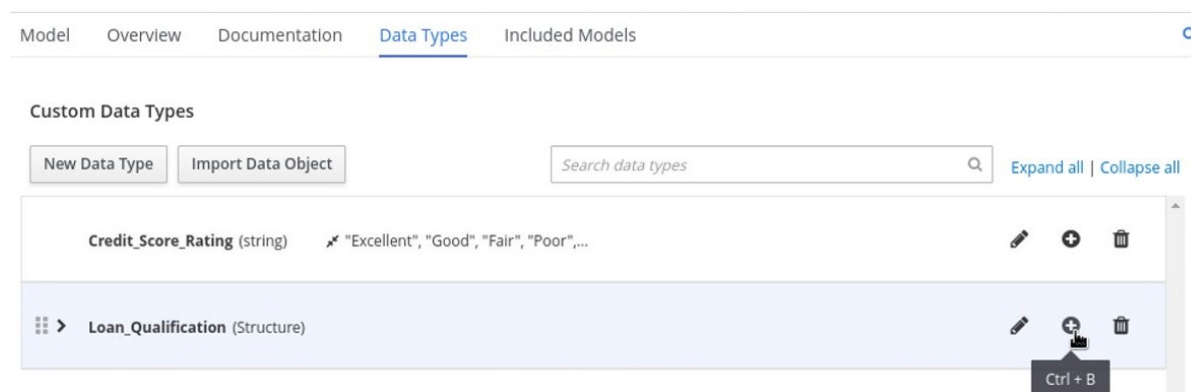 Model Overview Documentation Data Types Included Models
Custom Data Types
New Data Type Import Data Object Search data types Expand all | Collapse all
Credit_Score_Rating (string) "Excellent", "Good", "Fair", "Poor",...
Loan_Qualification (Structure)
Ctrl + B